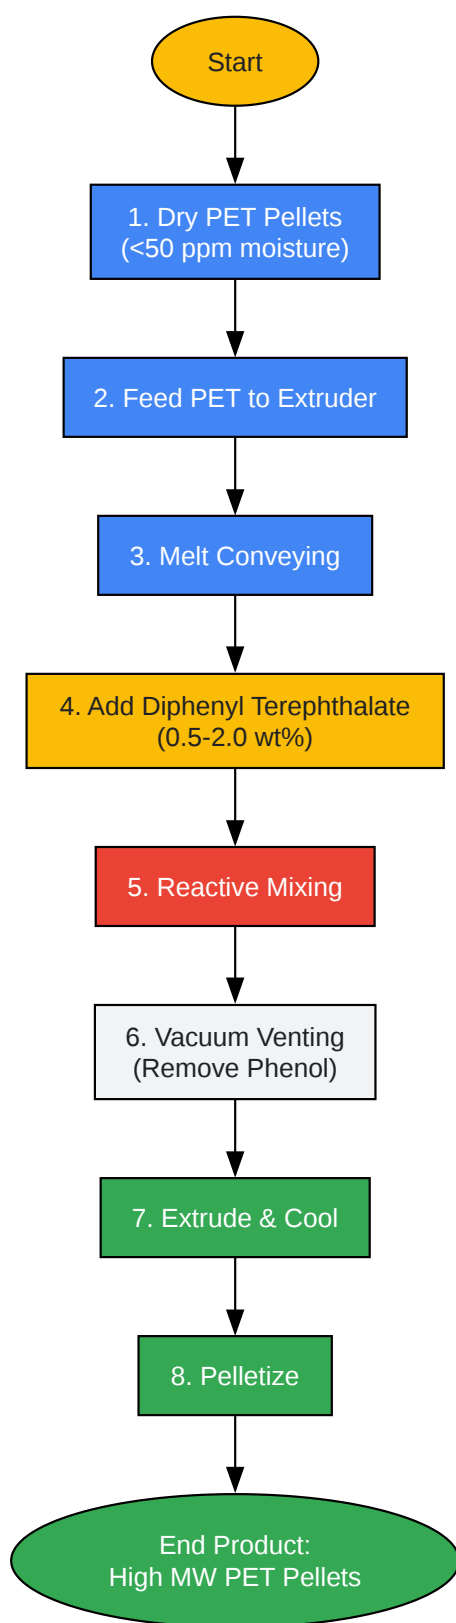 Start
1. Dry PET Pellets
(<50 ppm moisture)
2. Feed PET to Extruder
3. Melt Conveying
4. Add Diphenyl Terephthalate
(0.5-2.0 wt%)
5. Reactive Mixing
6. Vacuum Venting
(Remove Phenol)
7. Extrude & Cool
8. Pelletize
End Product:
High MW PET Pellets